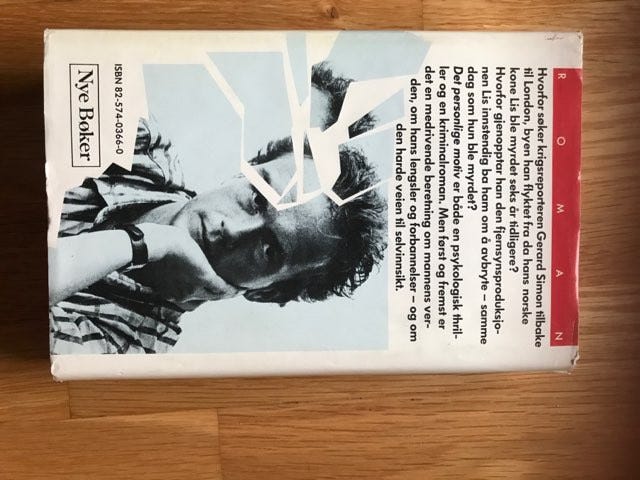 ROMAN
Hvorfor søker krigsreporteren Gerard Simon tilbake
til London, byen han flyktet fra da hans norske
kone Lis ble myrdet seks år tidligere?
Hvorfor gjenopptar han den fjernsynsproduksjo-
nen Lis innstendig ba ham om å avbryte – samme
dag som hun ble myrdet?
Det personlige motiv er både en psykologisk thril-
ler og en kriminalroman. Men først og fremst er
det en medrivende beretning om mannens ver-
den, om hans lengsler og forbannelser – og om
den harde veien til selvinnsikt.
ISBN 82-574-0366-0
Nye Bøker